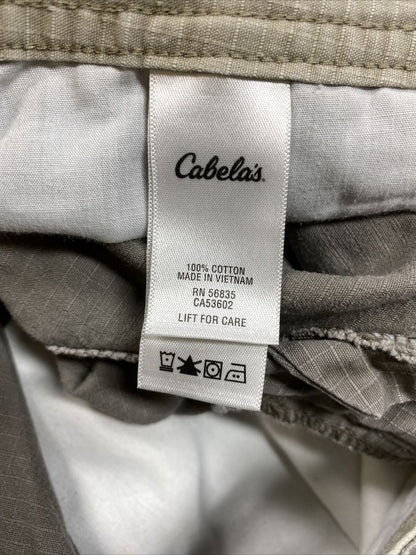 Cabela's.
100% COTTON
MADE IN VIETNAM
RN 56835
CA53602
LIFT FOR CARE